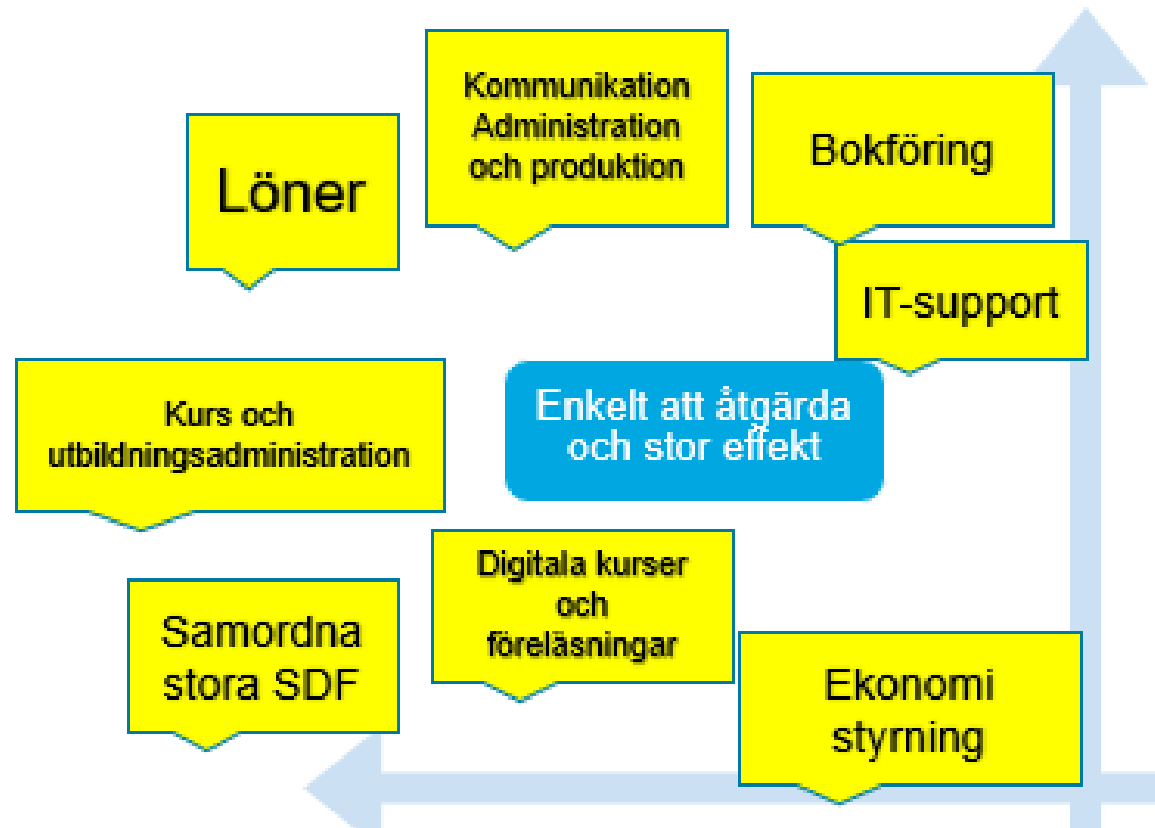 Kommunikation
Administration
och produktion
Bokföring
Löner
IT-support
Kurs och
utbildningsadministration
Enkelt att åtgärda
och stor effekt
Digitala kurser
och
föreläsningar
Samordna
stora SDF
Ekonomi
styrning